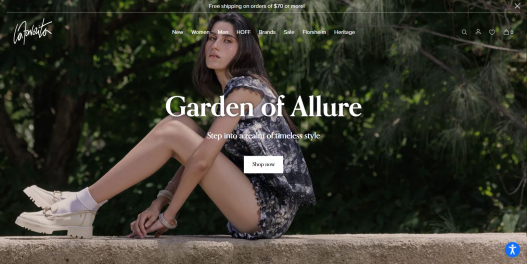 Free shipping on orders of $70 or more!
New Women Men HOFF Brands Sale Florsheim Heritage
0
Garden of Allure
Step into a realm of timeless style
Shop now